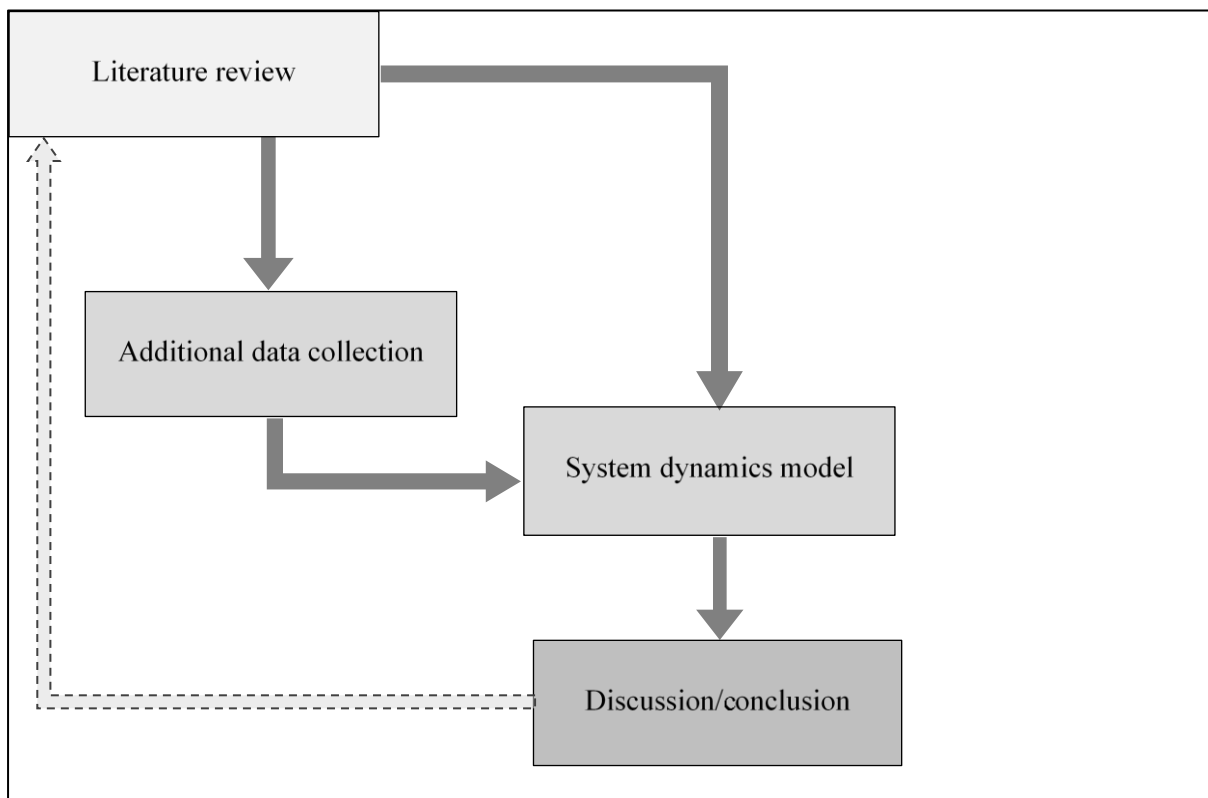 Literature review
Additional data collection
System dynamics model
Discussion/conclusion